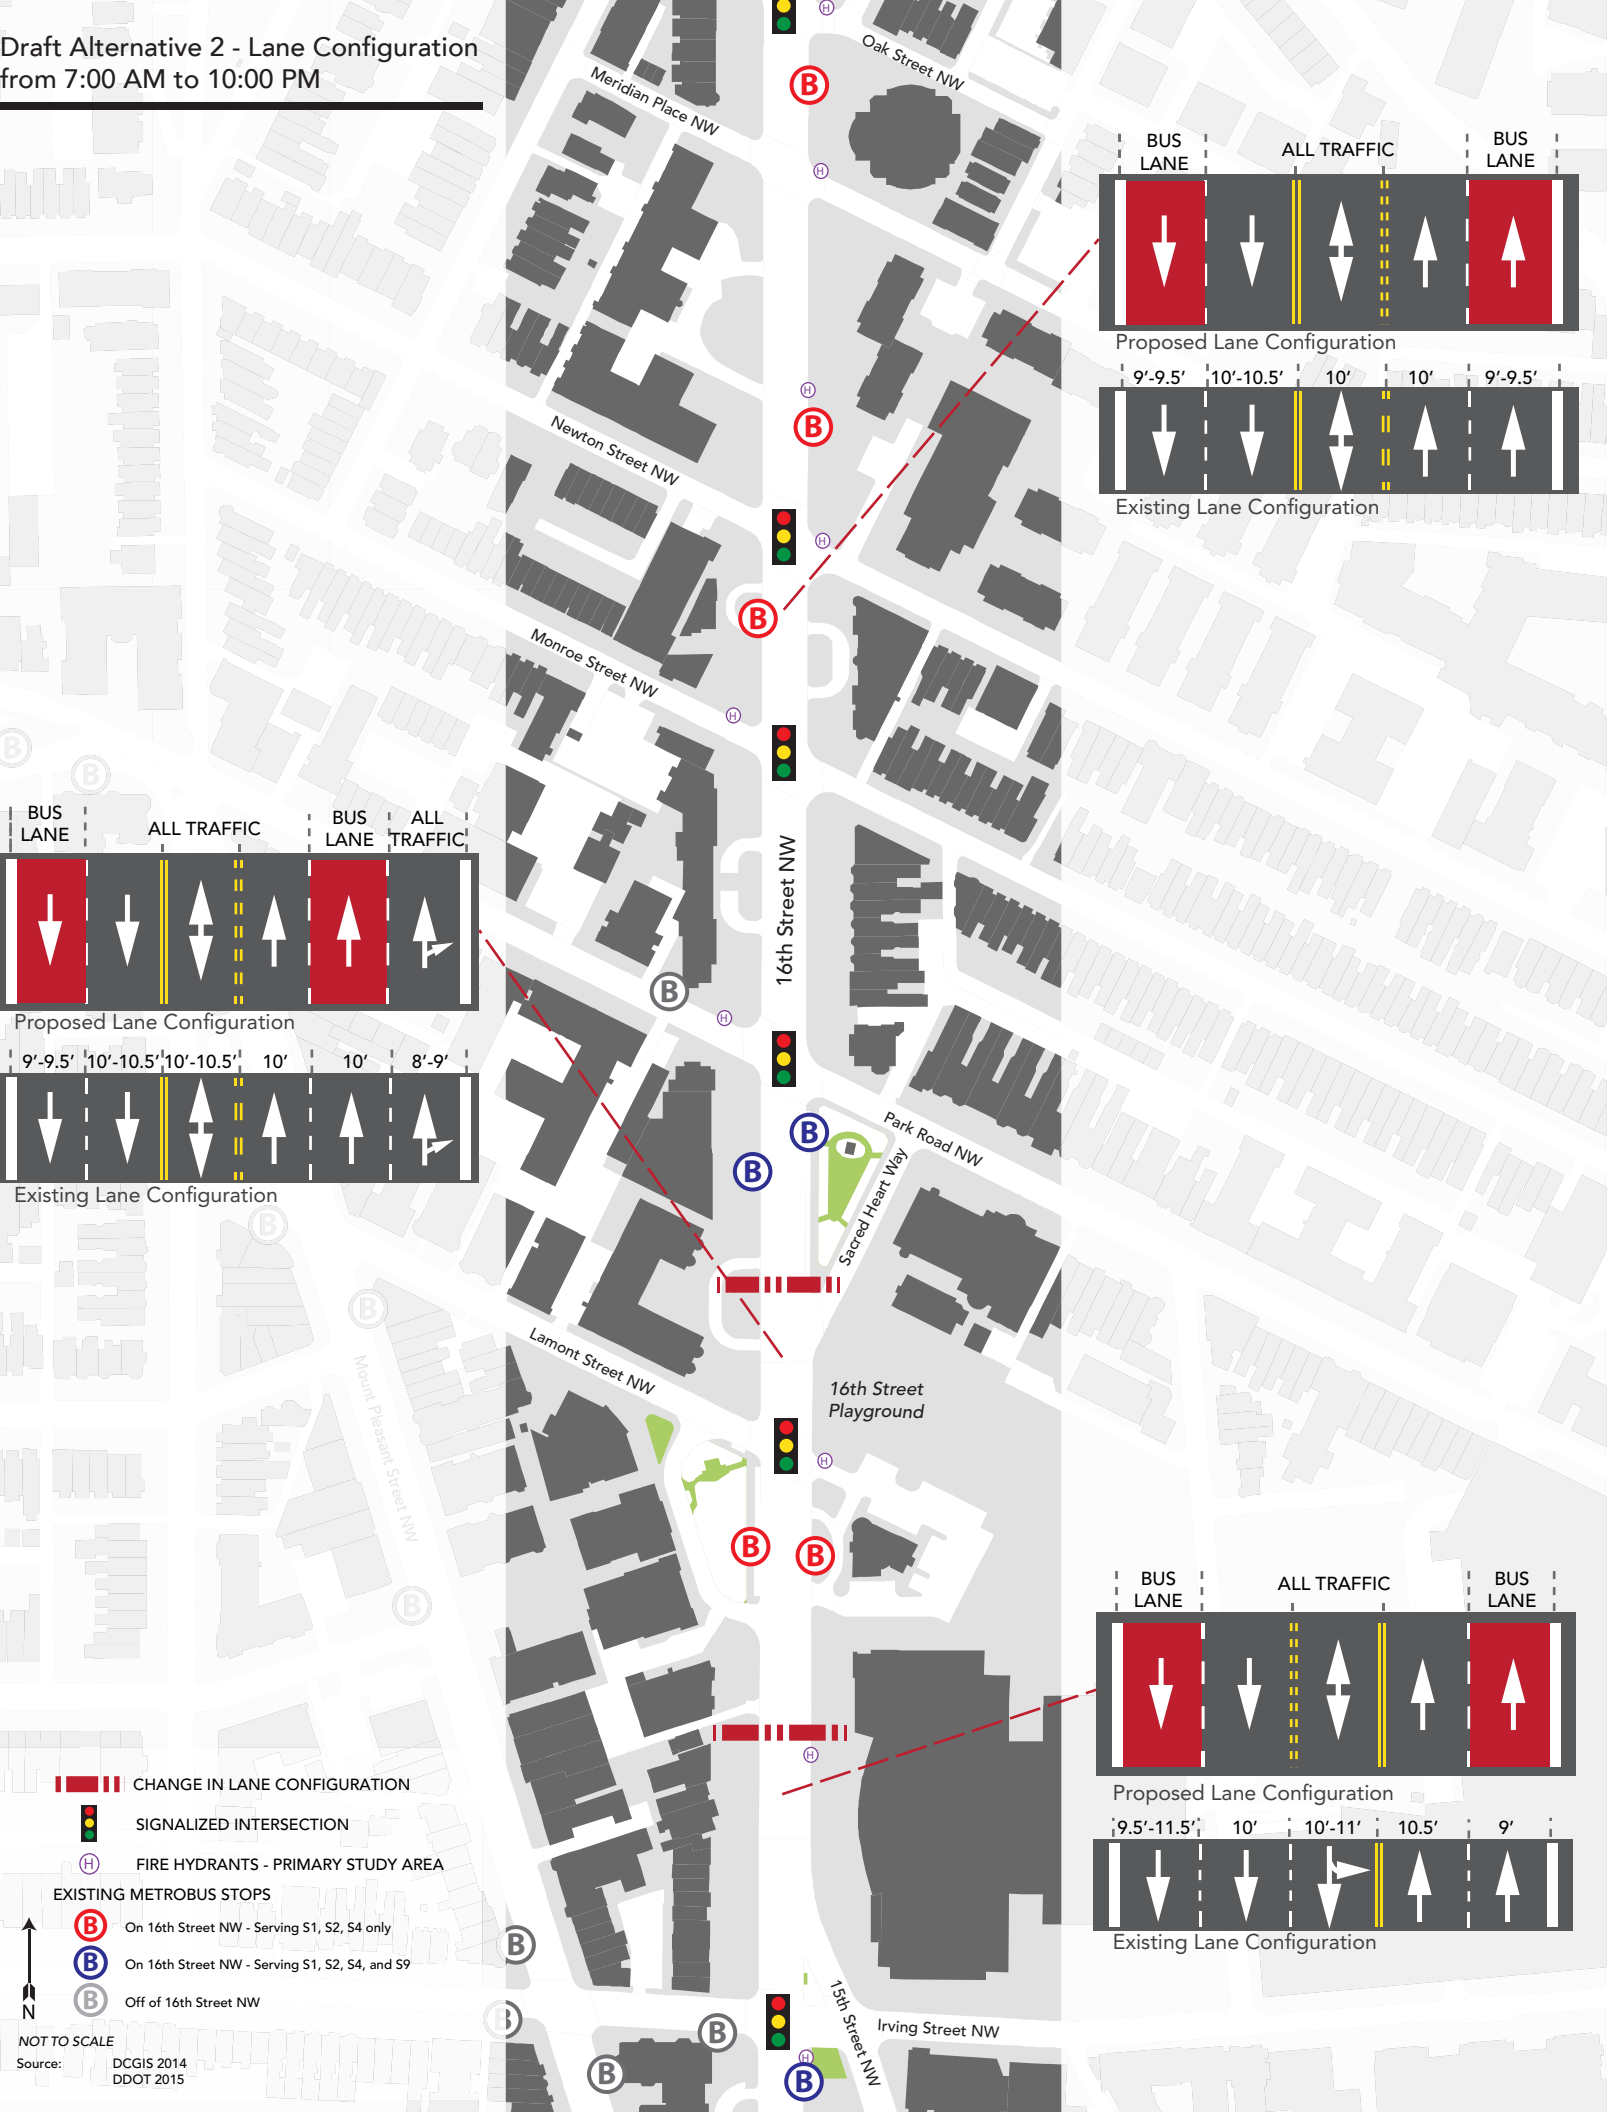 Draft Alternative 2 - Lane Configuration
from 7:00 AM to 10:00 PM
H
Oak Street NW
B
Meridian Place NW
H
BUS
LANE
ALL TRAFFIC
BUS
LANE
Proposed Lane Configuration
9'-9.5'
10'-10.5'
10'
10'
9'-9.5'
Existing Lane Configuration
H
B
Newton Street NW
H
B
Monroe Street NW
H
B
B
BUS
LANE
ALL TRAFFIC
BUS
LANE
ALL
TRAFFIC
Proposed Lane Configuration
9'-9.5'
10'-10.5'
10'-10.5'
10'
10'
8'-9'
Existing Lane Configuration
16th Street NW
B
H
B
B
Park Road NW
Sacred Heart Way
B
B
Lamont Street NW
Mount Pleasant Street NW
16th Street
Playground
H
B
B
B
BUS
LANE
ALL TRAFFIC
BUS
LANE
Proposed Lane Configuration
9.5'-11.5'
10'
10'-11'
10.5'
9'
Existing Lane Configuration
H
CHANGE IN LANE CONFIGURATION
SIGNALIZED INTERSECTION
H
FIRE HYDRANTS - PRIMARY STUDY AREA
EXISTING METROBUS STOPS
B
On 16th Street NW - Serving S1, S2, S4 only
B
On 16th Street NW - Serving S1, S2, S4, and S9
B
Off of 16th Street NW
N
NOT TO SCALE
Source:
DCGIS 2014
DDOT 2015
B
B
B
B
15th Street NW
Irving Street NW
H
B